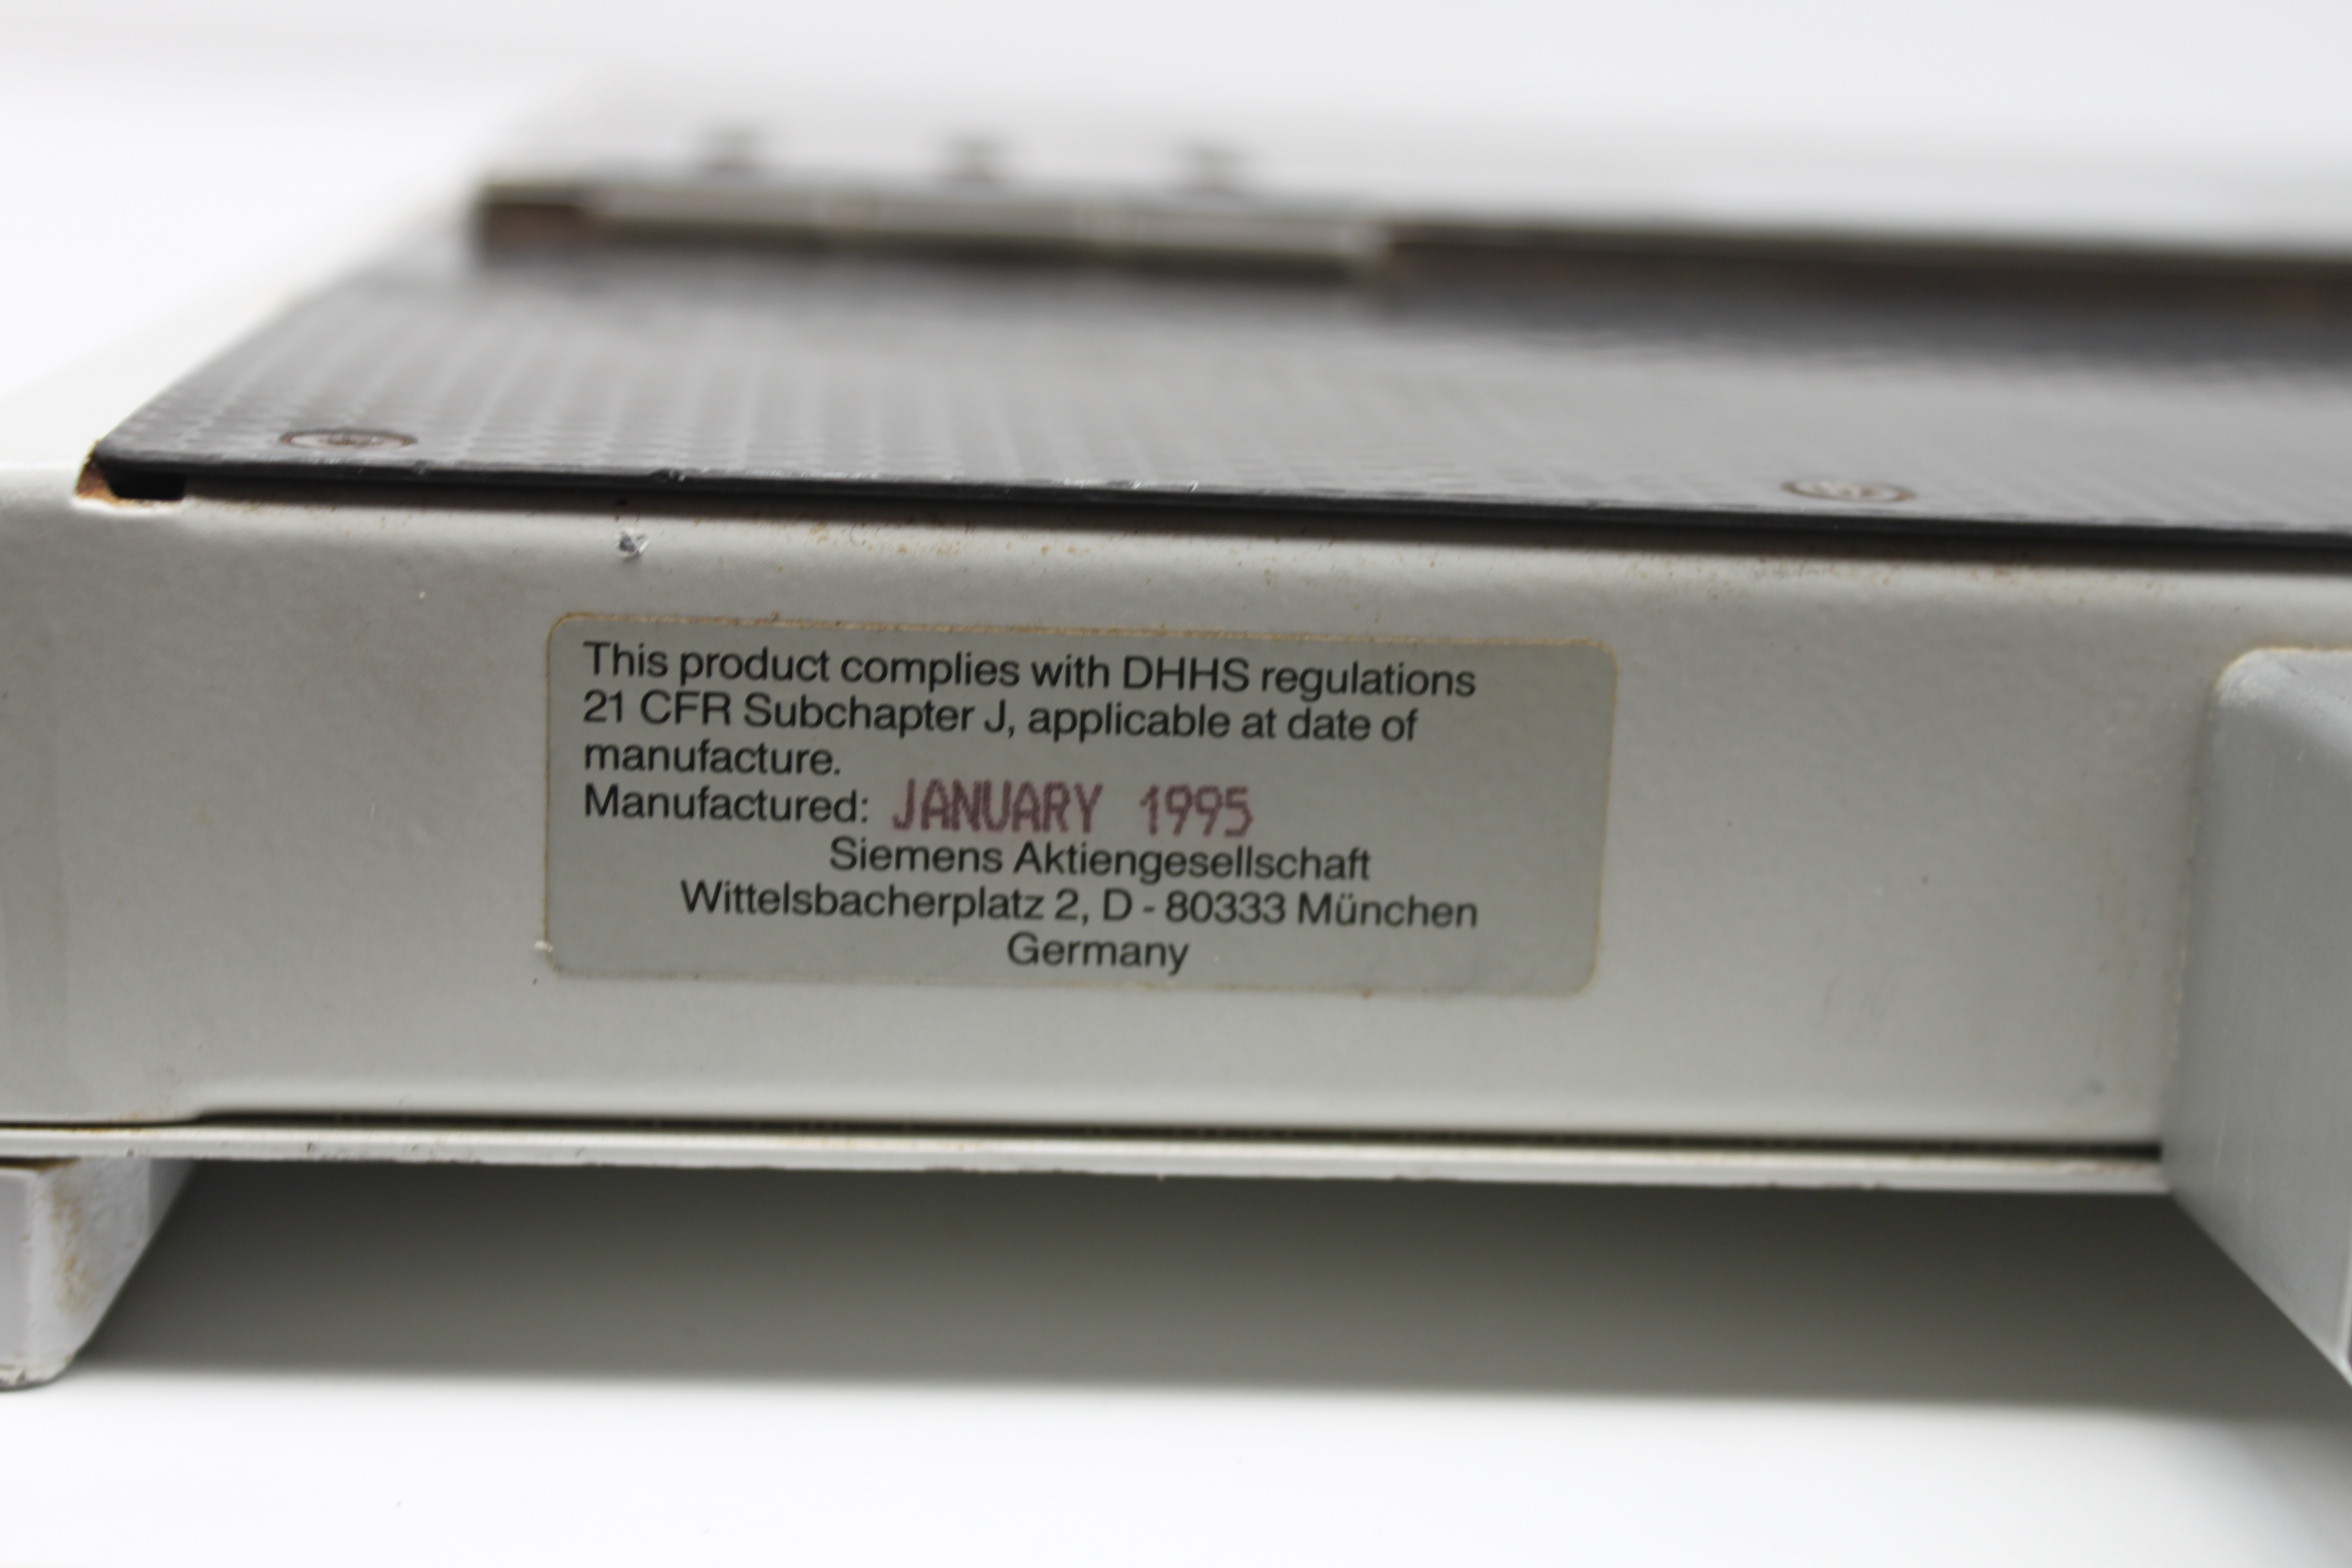 This product complies with DHHS regulations
21 CFR Subchapter J, applicable at date of
manufacture.
Manufactured: JANUARY 1995
Siemens Aktiengesellschaft
Wittelsbacherplatz 2, D - 80333 München
Germany